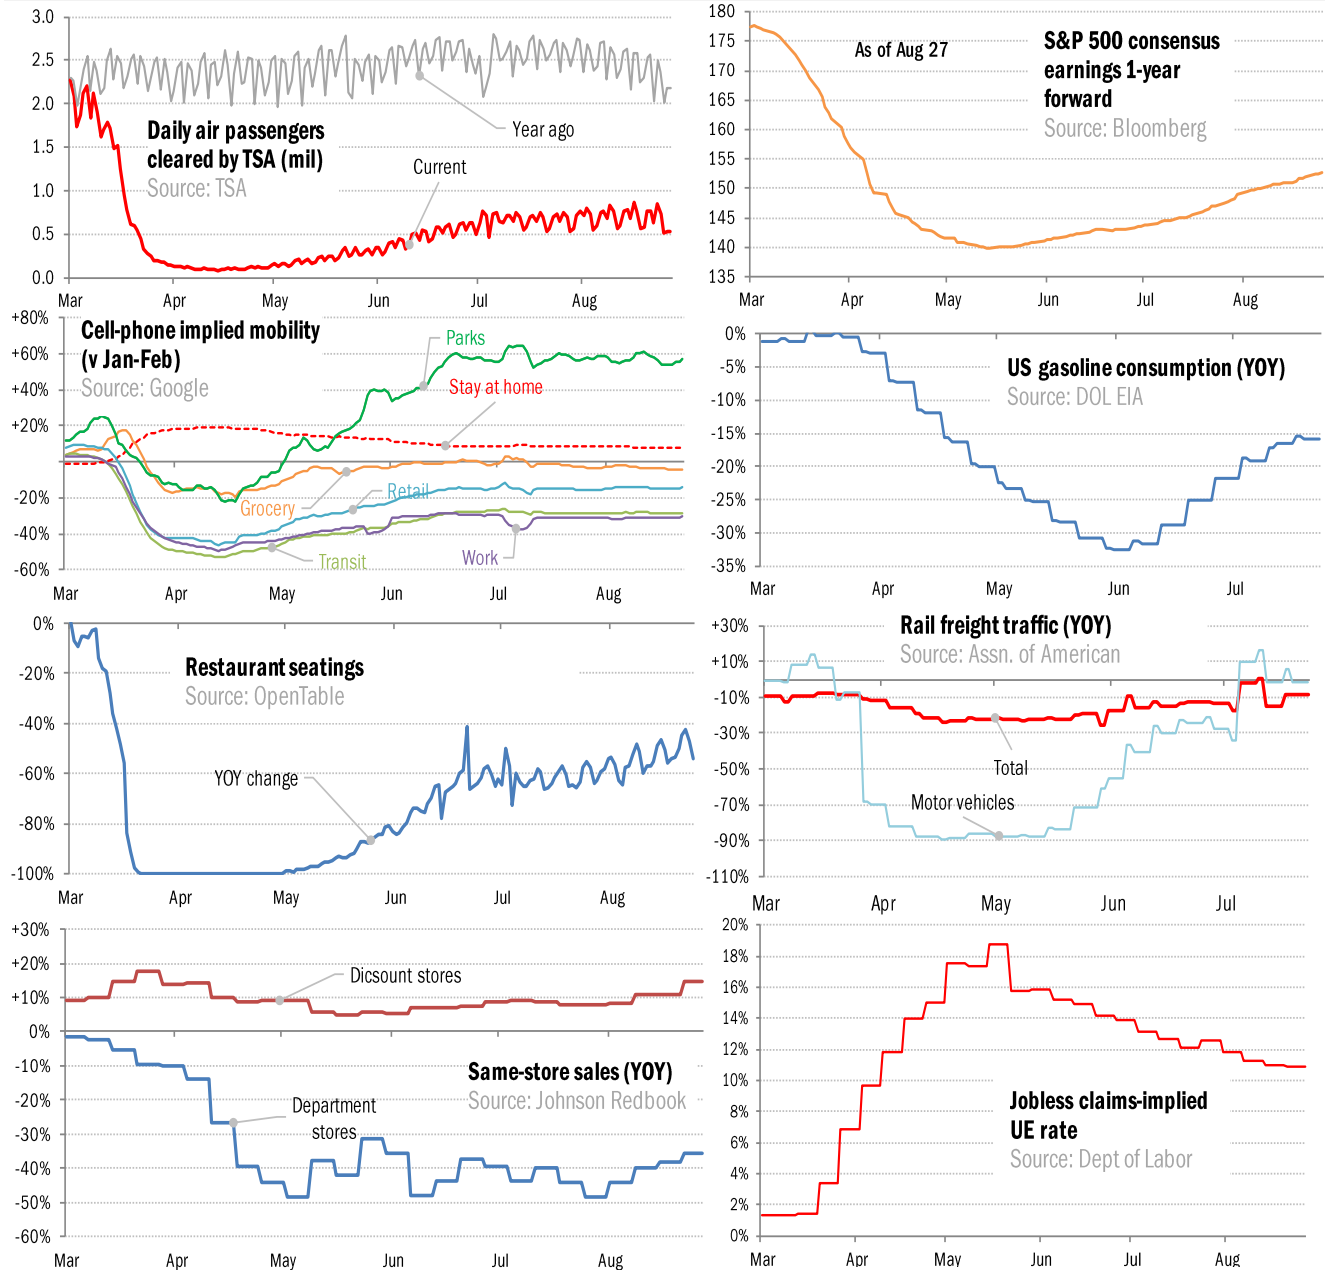 3.0
2.5
2.0
1.5
1.0
0.5
0.0
Daily air passengers
cleared by TSA (mil)
Source: TSA
Year ago
Current
Mar Apr May Jun Jul Aug
180
175
170
165
160
155
150
145
140
135
As of Aug 27
S&P 500 consensus
earnings 1-year
forward
Source: Bloomberg
Mar Apr May Jun Jul Aug
+80%
+60%
+40%
+20%
-20%
-40%
-60%
Cell-phone implied mobility
(v Jan-Feb)
Source: Google
Parks
Stay at home
Grocery
Retail
Transit
Work
Mar Apr May Jun Jul Aug
0%
-5%
-10%
-15%
-20%
-25%
-30%
-35%
US gasoline consumption (YOY)
Source: DOL EIA
Mar Apr May Jun Jul
0%
-20%
-40%
-60%
-80%
-100%
Restaurant seatings
Source: OpenTable
YOY change
Mar Apr May Jun Jul Aug
+30%
+10%
-10%
-30%
-50%
-70%
-90%
-110%
Rail freight traffic (YOY)
Source: Assn. of American
Total
Motor vehicles
Mar Apr May Jun Jul
+30%
+20%
+10%
0%
-10%
-20%
-30%
-40%
-50%
-60%
Dicsount stores
Same-store sales (YOY)
Source: Johnson Redbook
Department
stores
Mar Apr May Jun Jul Aug
20%
18%
16%
14%
12%
10%
8%
6%
4%
2%
0%
Jobless claims-implied
UE rate
Source: Dept of Labor
Mar Apr May Jun Jul Aug